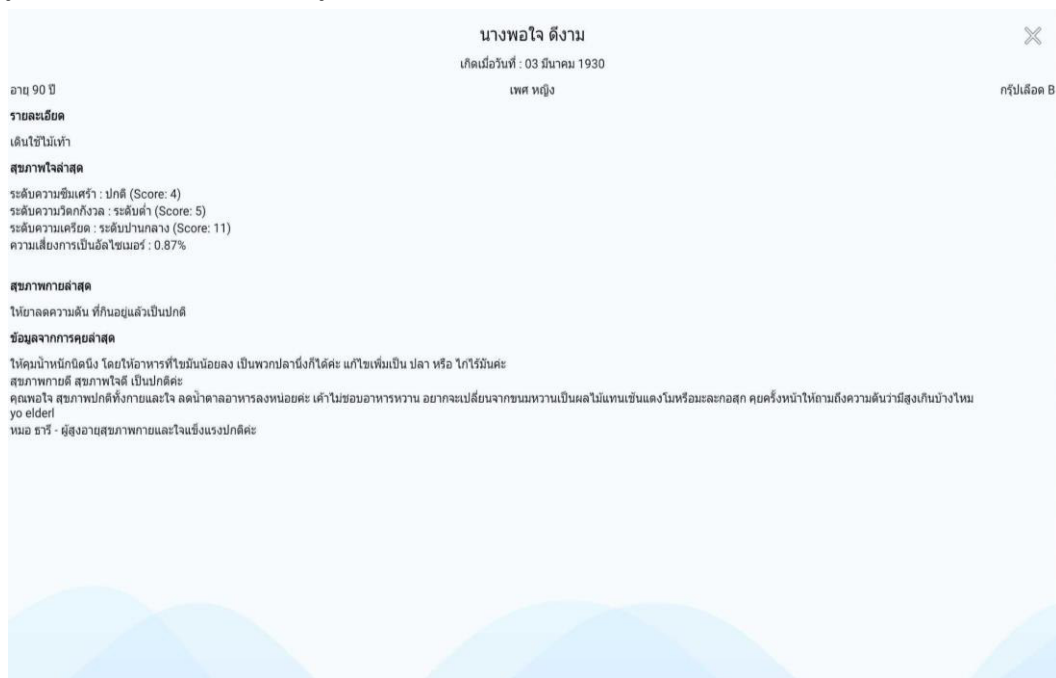 นางพอใจ ดีงาม
เกิดเมื่อวันที่ : 03 มีนาคม 1930
อายุ 90 ปี เพศ หญิง กรุ๊ปเลือด B
รายละเอียด
เดินใช้ไม้เท้า
สุขภาพใจล่าสุด
ระดับความซึมเศร้า : ปกติ (Score: 4)
ระดับความวิตกกังวล : ระดับต่ำ (Score: 5)
ระดับความเครียด : ระดับปานกลาง (Score: 11)
ความเสี่ยงการเป็นอัลไซเมอร์ : 0.87%
สุขภาพกายล่าสุด
ให้ยาลดความดัน ที่กินอยู่แล้วเป็นปกติ
ข้อมูลจากการคุยล่าสุด
ให้คุมน้ำหนักนิดนึง โดยให้อาหารที่ไขมันน้อยลง เป็นพวกปลานึ่งก็ได้ค่ะ แก้ไขเพิ่มเป็น ปลา หรือ ไก่ไร้มันค่ะ
สุขภาพกายดี สุขภาพใจดี เป็นปกติค่ะ
คุณพอใจ สุขภาพปกติทั้งกายและใจ ลดน้ำตาลอาหารลงหน่อยค่ะ เค้าไม่ชอบอาหารหวาน อยากจะเปลี่ยนจากขนมหวานเป็นผลไม้แทนเช่นแตงโมหรือมะละกอสุก คุยครั้งหน้าให้ถามถึงความดันว่ามีสูงเกินบ้างไหม
yo elderl
หมอ ธารี - ผู้สูงอายุสุขภาพกายและใจแข็งแรงปกติค่ะ